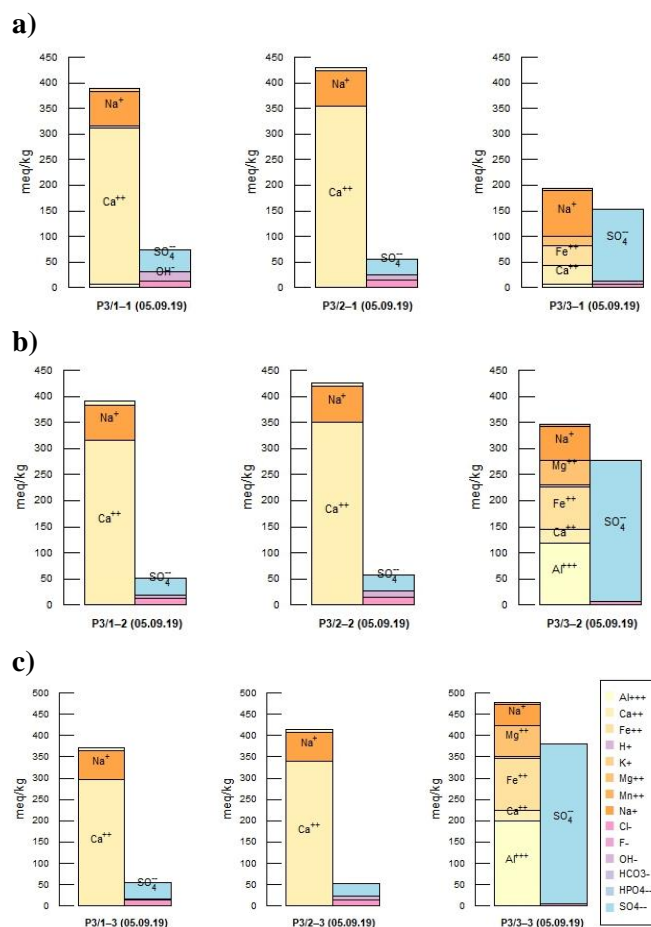 a)
450
400
350
300
250
200
150
100
50
0
meq/kg
Na+
Ca++
SO4--
OH-
P3/1–1 (05.09.19)
450
400
350
300
250
200
150
100
50
0
meq/kg
Na+
Ca++
SO4--
P3/2–1 (05.09.19)
450
400
350
300
250
200
150
100
50
0
meq/kg
Na+
Fe++
Ca++
SO4--
P3/3–1 (05.09.19)
b)
450
400
350
300
250
200
150
100
50
0
meq/kg
Na+
Ca++
SO4--
P3/1–2 (05.09.19)
450
400
350
300
250
200
150
100
50
0
meq/kg
Na+
Ca++
SO4--
P3/2–2 (05.09.19)
450
400
350
300
250
200
150
100
50
0
meq/kg
Na+
Mg++
Fe++
Ca++
Al+++
SO4--
P3/3–2 (05.09.19)
c)
500
450
400
350
300
250
200
150
100
50
0
meq/kg
Na+
Ca++
SO4--
P3/1–3 (05.09.19)
500
450
400
350
300
250
200
150
100
50
0
meq/kg
Na+
Ca++
P3/2–3 (05.09.19)
500
450
400
350
300
250
200
150
100
50
0
meq/kg
Na+
Mg++
Fe++
Ca++
Al+++
SO4--
P3/3–3 (05.09.19)
Al+++
Ca++
Fe++
H+
K+
Mg++
Mn++
Na+
Cl-
F-
OH-
HCO3-
HPO4--
SO4--